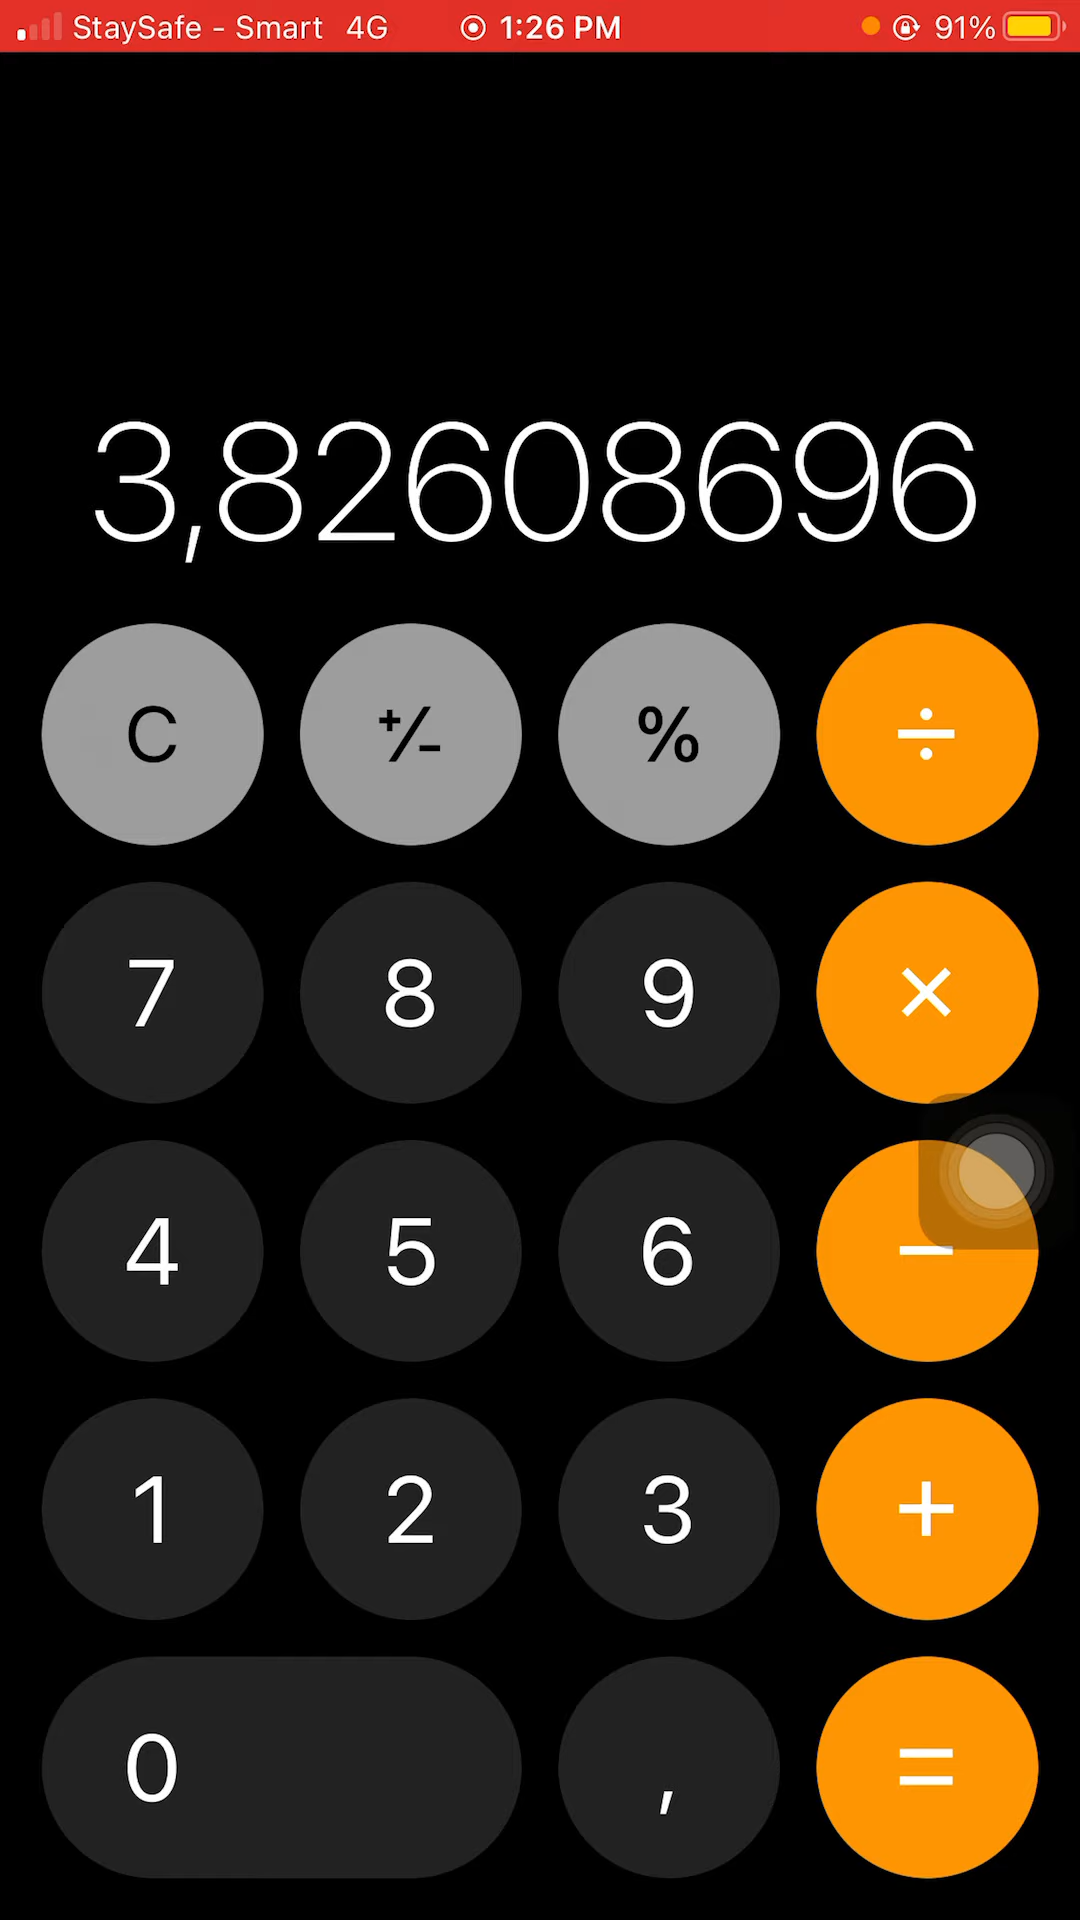 StaySafe - Smart 4G 1:26 PM 91%
3,82608696
C +/- % ÷
7 8 9 ×
4 5 6 −
1 2 3 +
0 , =